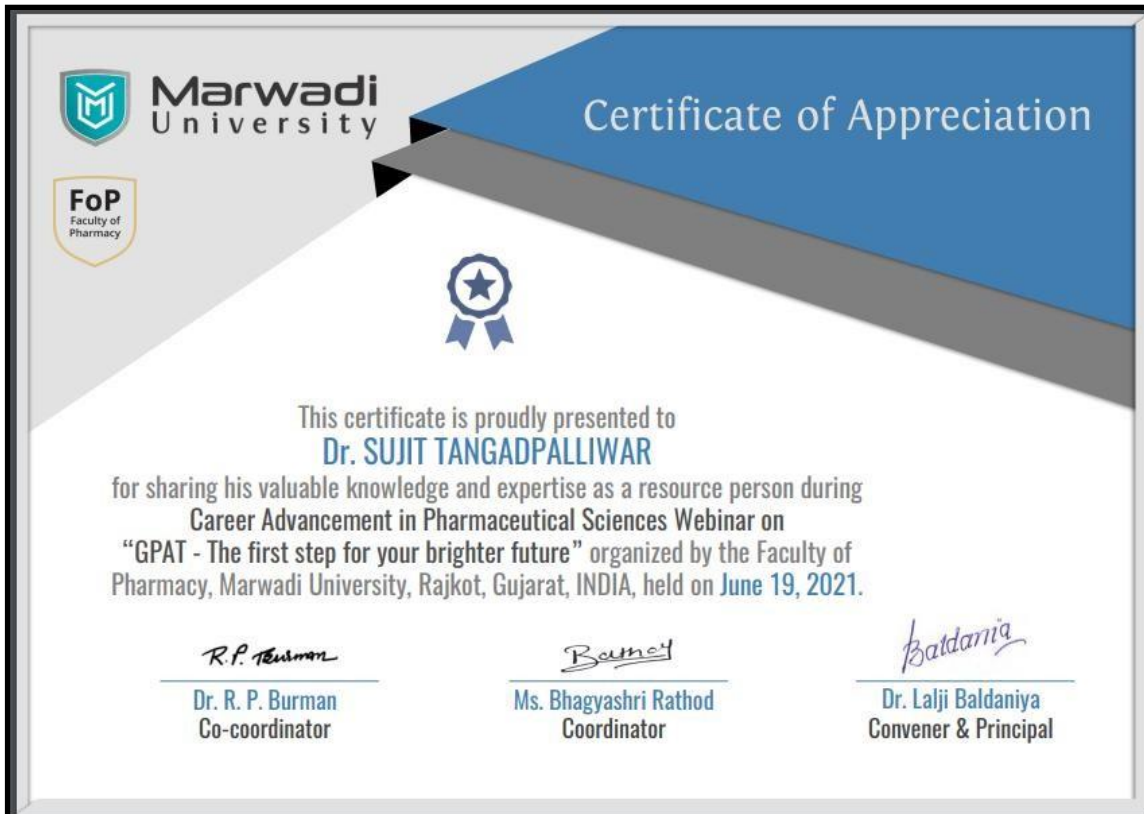 Marwadi
University
Certificate of Appreciation
FoP
Faculty of
Pharmacy
This certificate is proudly presented to
Dr. SUJIT TANGADPALLIWAR
for sharing his valuable knowledge and expertise as a resource person during
Career Advancement in Pharmaceutical Sciences Webinar on
“GPAT - The first step for your brighter future” organized by the Faculty of
Pharmacy, Marwadi University, Rajkot, Gujarat, INDIA, held on June 19, 2021.
R.P.
Baldania
Dr. R. P. Burman
Ms. Bhagyashri Rathod
Dr. Lalji Baldaniya
Co-coordinator
Coordinator
Convener & Principal